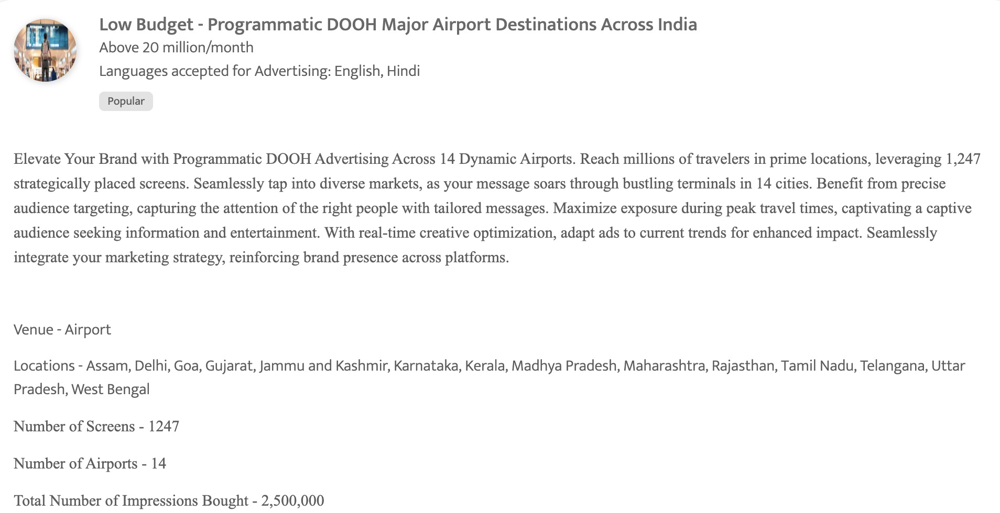 Low Budget - Programmatic DOOH Major Airport Destinations Across India
Above 20 million/month
Languages accepted for Advertising: English, Hindi
Popular
Elevate Your Brand with Programmatic DOOH Advertising Across 14 Dynamic Airports. Reach millions of travelers in prime locations, leveraging 1,247
strategically placed screens. Seamlessly tap into diverse markets, as your message soars through bustling terminals in 14 cities. Benefit from precise
audience targeting, capturing the attention of the right people with tailored messages. Maximize exposure during peak travel times, captivating a captive
audience seeking information and entertainment. With real-time creative optimization, adapt ads to current trends for enhanced impact. Seamlessly
integrate your marketing strategy, reinforcing brand presence across platforms.
Venue - Airport
Locations - Assam, Delhi, Goa, Gujarat, Jammu and Kashmir, Karnataka, Kerala, Madhya Pradesh, Maharashtra, Rajasthan, Tamil Nadu, Telangana, Uttar
Pradesh, West Bengal
Number of Screens - 1247
Number of Airports - 14
Total Number of Impressions Bought - 2,500,000